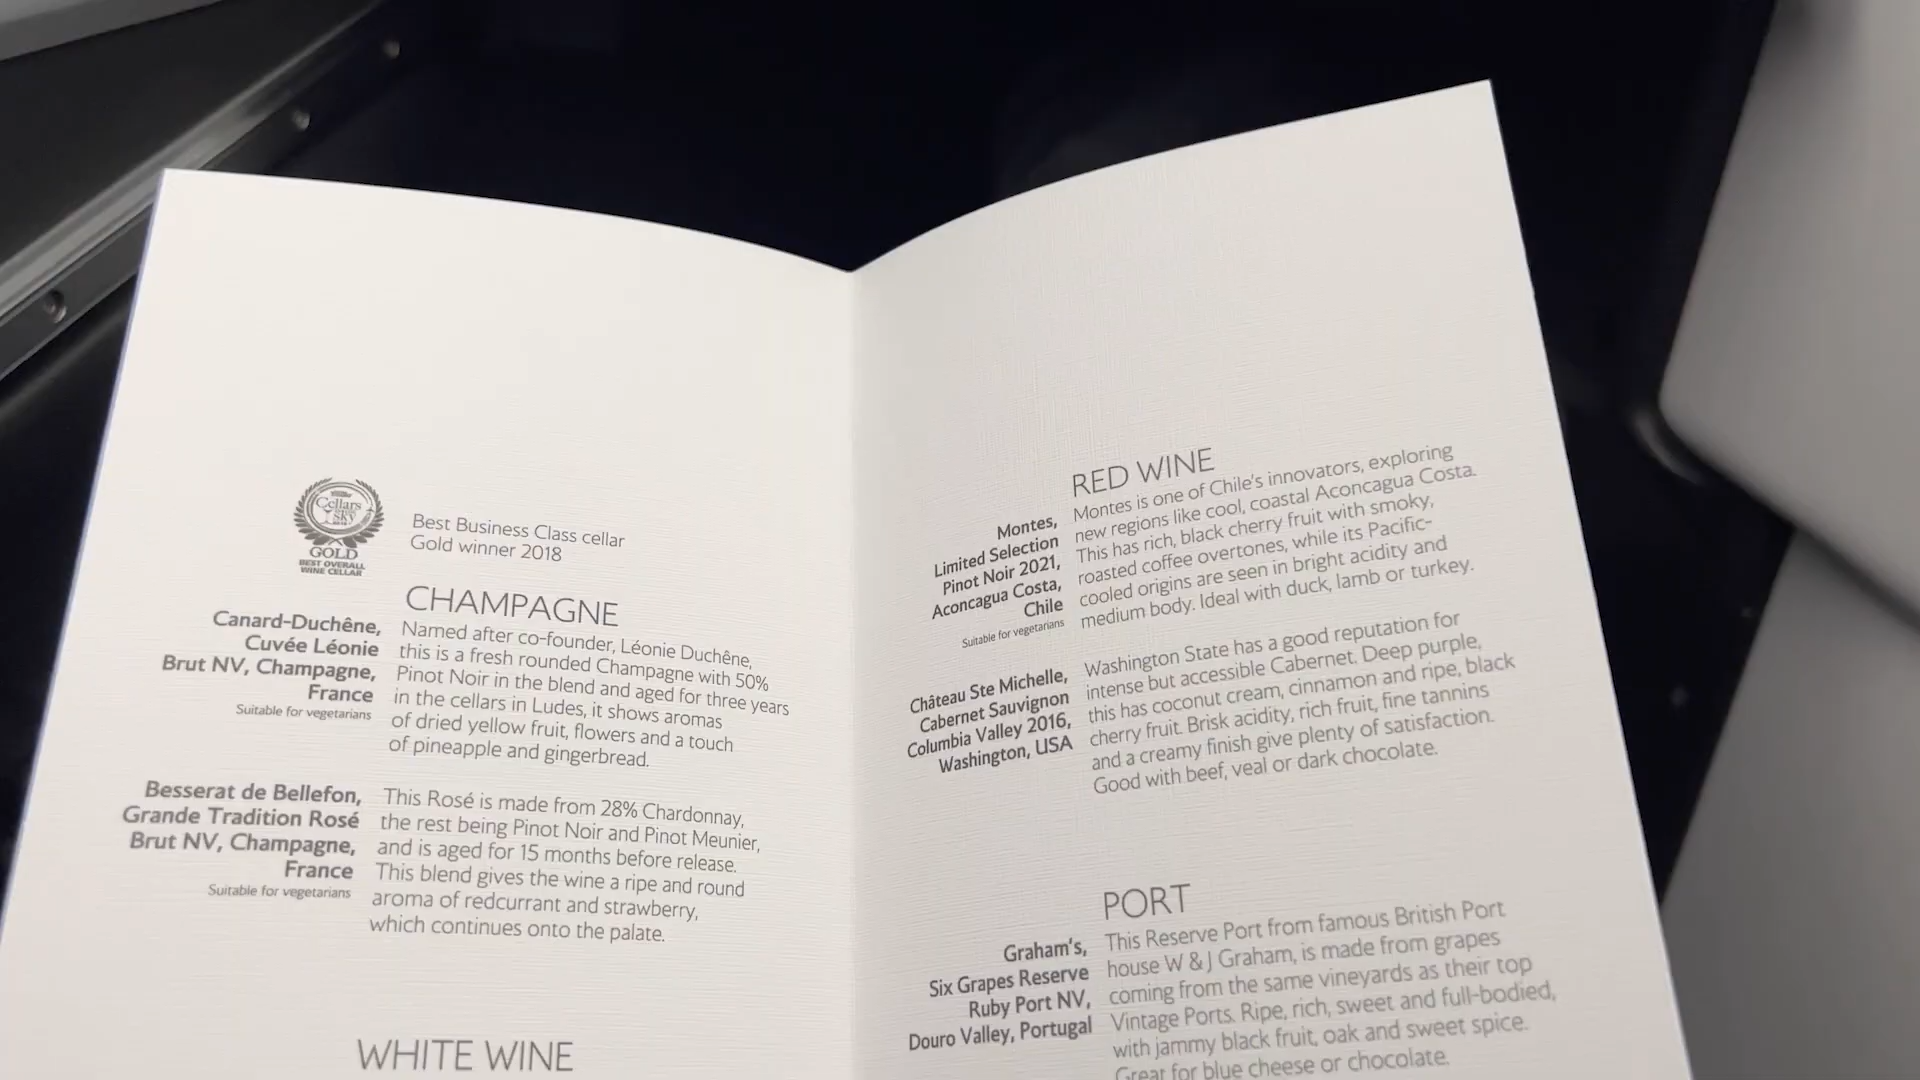 Cellars
Sky
GOLD
BEST OVERALL
WINE CELLAR
Best Business Class cellar
Gold winner 2018
CHAMPAGNE
Canard-Duchêne,
Cuvée Léonie
Brut NV, Champagne,
France
Suitable for vegetarians
Named after co-founder, Léonie Duchêne,
this is a fresh rounded Champagne with 50%
Pinot Noir in the blend and aged for three years
in the cellars in Ludes, it shows aromas
of dried yellow fruit, flowers and a touch
of pineapple and gingerbread.
Besserat de Bellefon,
Grande Tradition Rosé
Brut NV, Champagne,
France
Suitable for vegetarians
This Rosé is made from 28% Chardonnay,
the rest being Pinot Noir and Pinot Meunier,
and is aged for 15 months before release.
This blend gives the wine a ripe and round
aroma of redcurrant and strawberry,
which continues onto the palate.
WHITE WINE
RED WINE
Montes,
Limited Selection
Pinot Noir 2021,
Aconcagua Costa,
Chile
Suitable for vegetarians
Montes is one of Chile's innovators, exploring
new regions like cool, coastal Aconcagua Costa.
This has rich, black cherry fruit with smoky,
roasted coffee overtones, while its Pacific-
cooled origins are seen in bright acidity and
medium body. Ideal with duck, lamb or turkey.
Château Ste Michelle,
Cabernet Sauvignon
Columbia Valley 2016,
Washington, USA
Washington State has a good reputation for
intense but accessible Cabernet. Deep purple,
this has coconut cream, cinnamon and ripe, black
cherry fruit. Brisk acidity, rich fruit, fine tannins
and a creamy finish give plenty of satisfaction.
Good with beef, veal or dark chocolate.
PORT
Graham's,
Six Grapes Reserve
Ruby Port NV,
Douro Valley, Portugal
This Reserve Port from famous British Port
house W & J Graham, is made from grapes
coming from the same vineyards as their top
Vintage Ports. Ripe, rich, sweet and full-bodied,
with jammy black fruit, oak and sweet spice.
Great for blue cheese or chocolate.